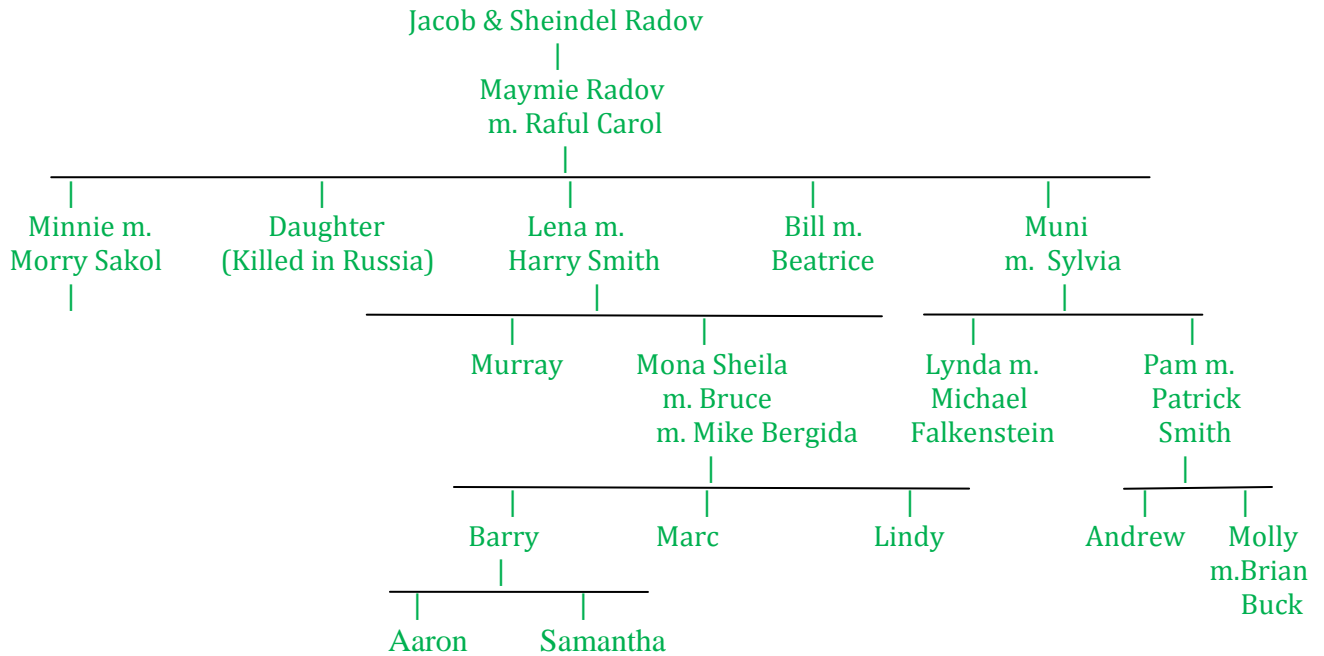 Jacob & Sheindel Radov
Maymie Radov
m. Raful Carol
Minnie m.
Morry Sakol
Daughter
(Killed in Russia)
Lena m.
Harry Smith
Bill m.
Beatrice
Muni
m. Sylvia
Murray
Mona Sheila
m. Bruce
m. Mike Bergida
Lynda m.
Michael
Falkenstein
Pam m.
Patrick
Smith
Barry
Marc
Lindy
Andrew
Molly
m.Brian
Buck
Aaron
Samantha